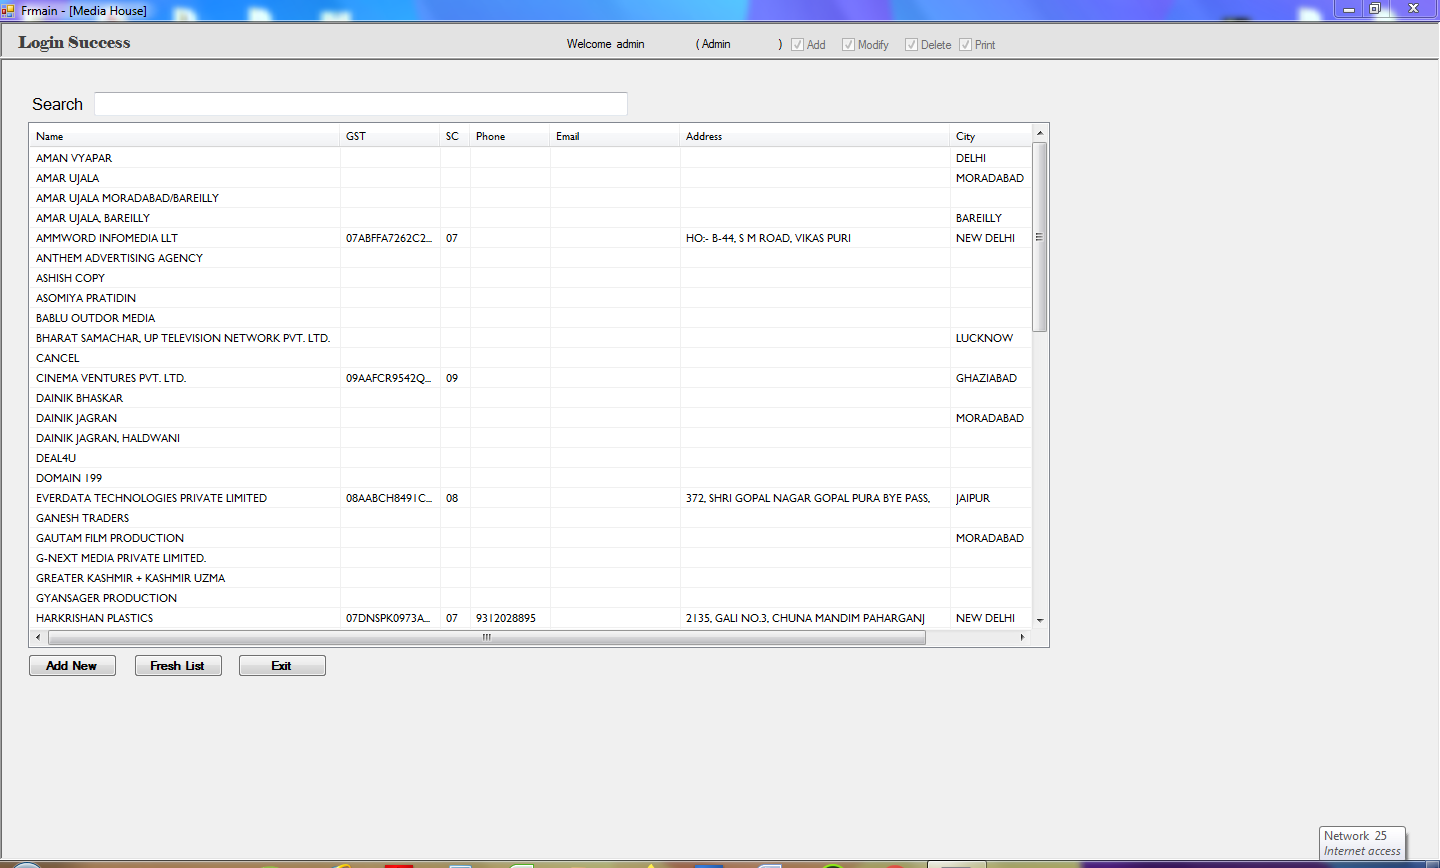 Frmain - [Media House]
Login Success
Welcome admin ( Admin ) Add Modify Delete Print
Search
Name GST SC Phone Email Address City
AMAN VYAPAR DELHI
AMAR UJALA MORADABAD
AMAR UJALA MORADABAD/BAREILLY
AMAR UJALA, BAREILLY BAREILLY
AMMWORD INFOMEDIA LLT 07ABFFA7262C2... 07 HO:- B-44, S M ROAD, VIKAS PURI NEW DELHI
ANTHEM ADVERTISING AGENCY
ASHISH COPY
ASOMIYA PRATIDIN
BABLU OUTDOR MEDIA
BHARAT SAMACHAR, UP TELEVISION NETWORK PVT. LTD. LUCKNOW
CANCEL
CINEMA VENTURES PVT. LTD. 09AAFCR9542Q... 09 GHAZIABAD
DAINIK BHASKAR
DAINIK JAGRAN MORADABAD
DAINIK JAGRAN, HALDWANI
DEAL4U
DOMAIN 199
EVERDATA TECHNOLOGIES PRIVATE LIMITED 08AABCH8491C... 08 372, SHRI GOPAL NAGAR GOPAL PURA BYE PASS, JAIPUR
GANESH TRADERS
GAUTAM FILM PRODUCTION MORADABAD
G-NEXT MEDIA PRIVATE LIMITED.
GREATER KASHMIR + KASHMIR UZMA
GYANSAGER PRODUCTION
HARKRISHAN PLASTICS 07DNSPK0973A... 07 9312028895 2135, GALI NO.3, CHUNA MANDIM PAHARGANJ NEW DELHI
Add New Fresh List Exit
Network 25
Internet access